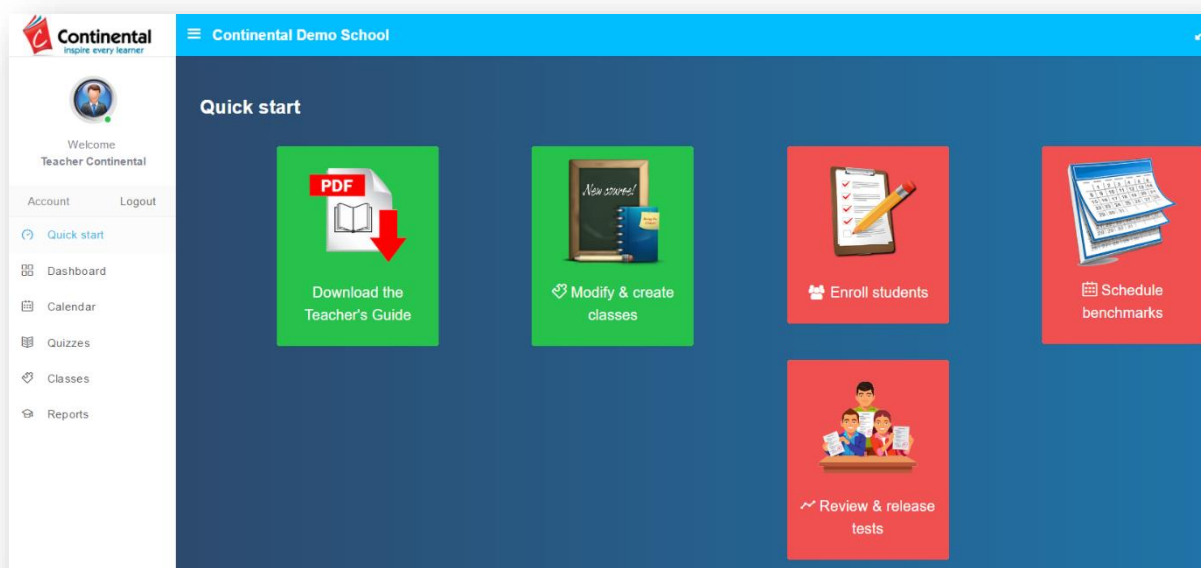 Continental
inspire every learner
Continental Demo School
Welcome
Teacher Continental
Account Logout
Quick start
Dashboard
Calendar
Quizzes
Classes
Reports
Quick start
PDF
Download the
Teacher's Guide
New course!
Modify & create
classes
Enroll students
Schedule
benchmarks
Review & release
tests